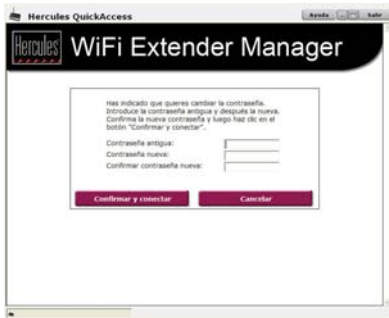 Hercules QuickAccess
Ayuda
Salir
Hercules
WiFi Extender Manager
Has indicado que quieres cambiar la contraseña.
Introduce la contraseña antigua y después la nueva.
Confirma la nueva contraseña y luego haz clic en el
botón "Confirmar y conectar".
Contraseña antigua:
Contraseña nueva:
Confirmar contraseña nueva:
Confirmar y conectar
Cancelar